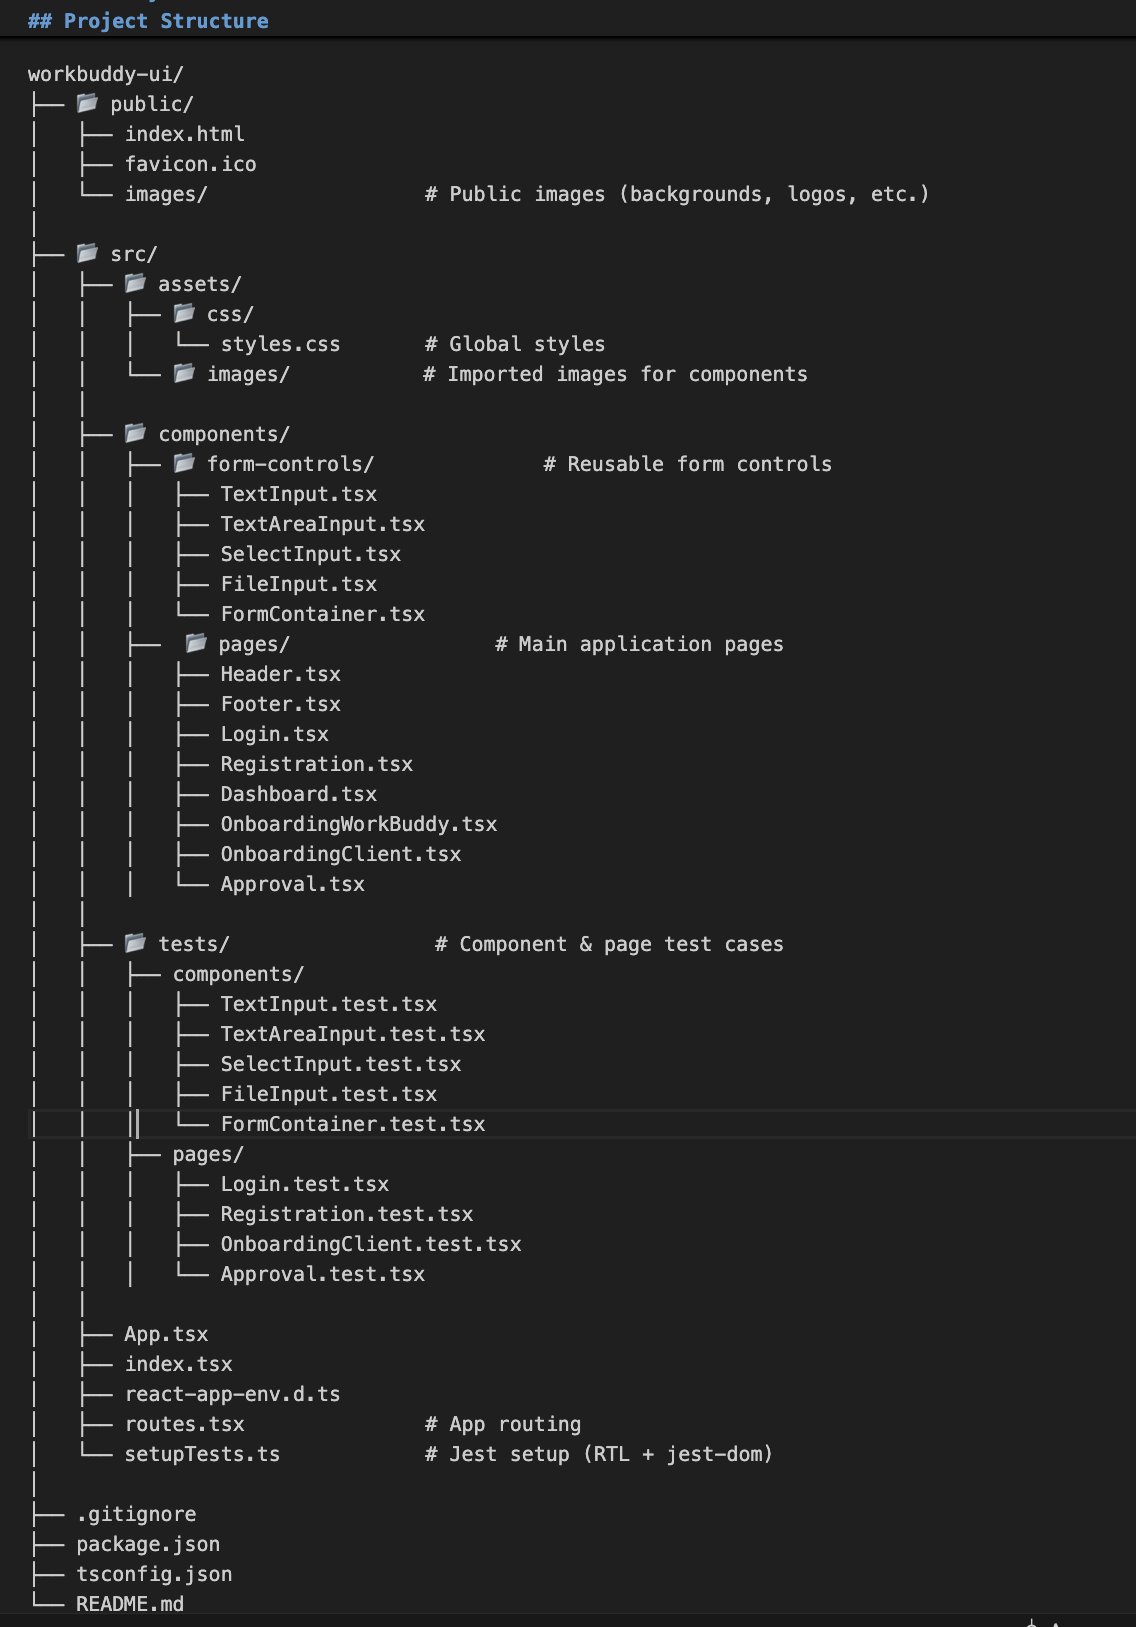 ## Project Structure
workbuddy-ui/
├── 📂 public/
│   ├── index.html
│   ├── favicon.ico
│   └── images/                  # Public images (backgrounds, logos, etc.)
│
├── 📂 src/
│   ├── 📂 assets/
│   │   ├── 📂 css/
│   │   │   └── styles.css       # Global styles
│   │   └── 📂 images/           # Imported images for components
│   │
│   ├── 📂 components/
│   │   ├── 📂 form-controls/              # Reusable form controls
│   │   │   ├── TextInput.tsx
│   │   │   ├── TextAreaInput.tsx
│   │   │   ├── SelectInput.tsx
│   │   │   ├── FileInput.tsx
│   │   │   └── FormContainer.tsx
│   │   ├──  📂 pages/                 # Main application pages
│   │   │   ├── Header.tsx
│   │   │   ├── Footer.tsx
│   │   │   ├── Login.tsx
│   │   │   ├── Registration.tsx
│   │   │   ├── Dashboard.tsx
│   │   │   ├── OnboardingWorkBuddy.tsx
│   │   │   ├── OnboardingClient.tsx
│   │   │   └── Approval.tsx
│   │   
│   ├── 📂 tests/                 # Component & page test cases
│   │   ├── components/
│   │   │   ├── TextInput.test.tsx
│   │   │   ├── TextAreaInput.test.tsx
│   │   │   ├── SelectInput.test.tsx
│   │   │   ├── FileInput.test.tsx
│   │   │   └── FormContainer.test.tsx
│   │   ├── pages/
│   │   │   ├── Login.test.tsx
│   │   │   ├── Registration.test.tsx
│   │   │   ├── OnboardingClient.test.tsx
│   │   │   └── Approval.test.tsx
│   │
│   ├── App.tsx
│   ├── index.tsx
│   ├── react-app-env.d.ts
│   ├── routes.tsx               # App routing
│   └── setupTests.ts            # Jest setup (RTL + jest-dom)
│
├── .gitignore
├── package.json
├── tsconfig.json
└── README.md